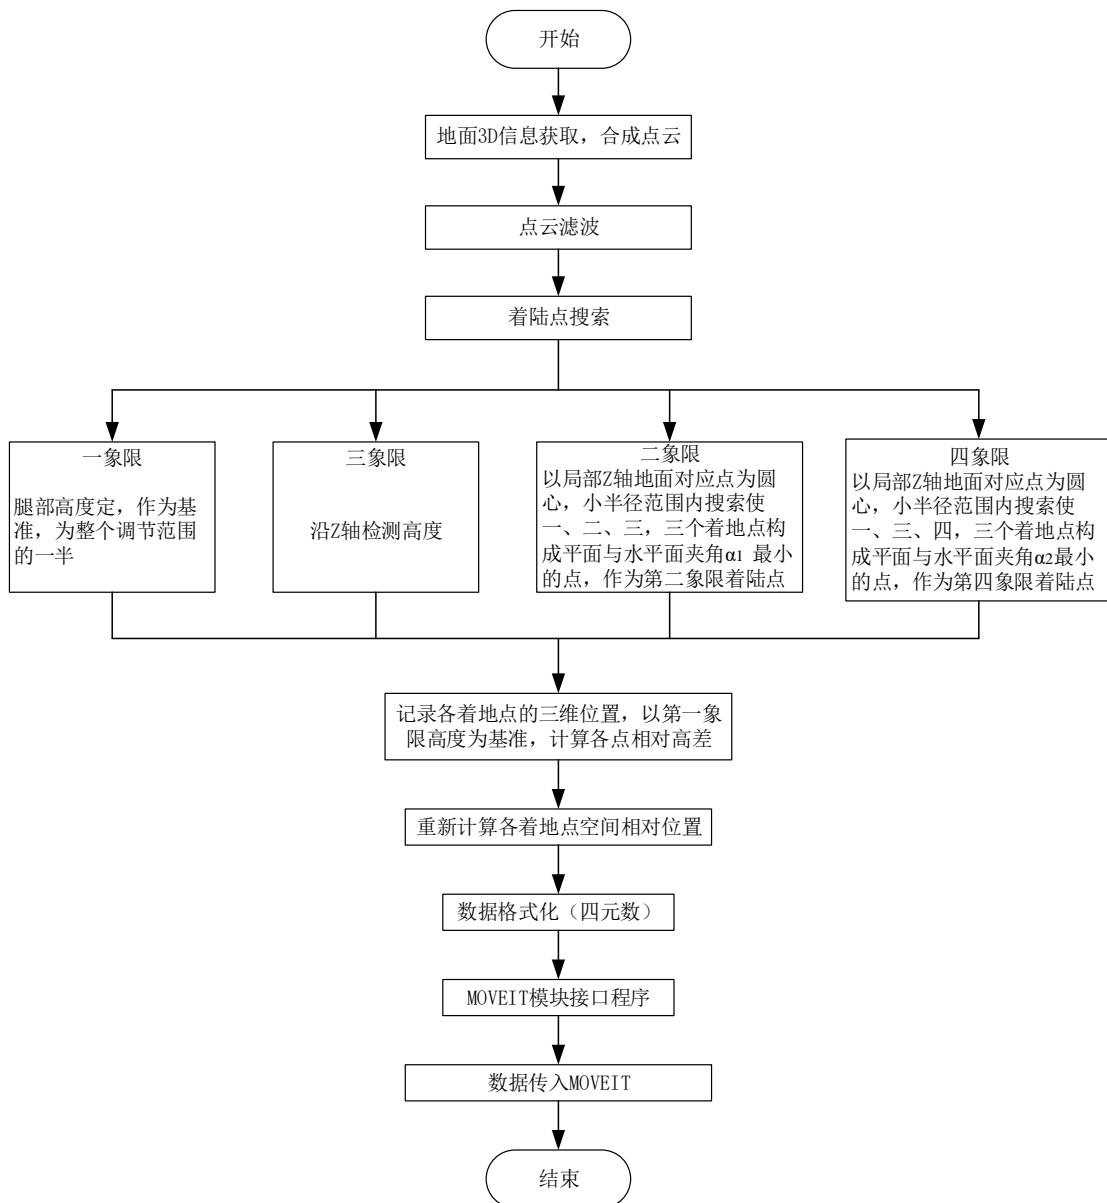 开始
地面3D信息获取，合成点云
点云滤波
着陆点搜索
一象限
腿部高度定，作为基
准，为整个调节范围
的一半
三象限
沿Z轴检测高度
二象限
以局部Z轴地面对应点为圆
心，小半径范围内搜索使
一、二、三，三个着地点构
成平面与水平面夹角α1 最小
的点，作为第二象限着陆点
四象限
以局部Z轴地面对应点为圆
心，小半径范围内搜索使
一、三、四，三个着地点构
成平面与水平面夹角α2最小
的点，作为第四象限着陆点
记录各着地点的三维位置，以第一象
限高度为基准，计算各点相对高差
重新计算各着地点空间相对位置
数据格式化（四元数）
MOVEIT模块接口程序
数据传入MOVEIT
结束